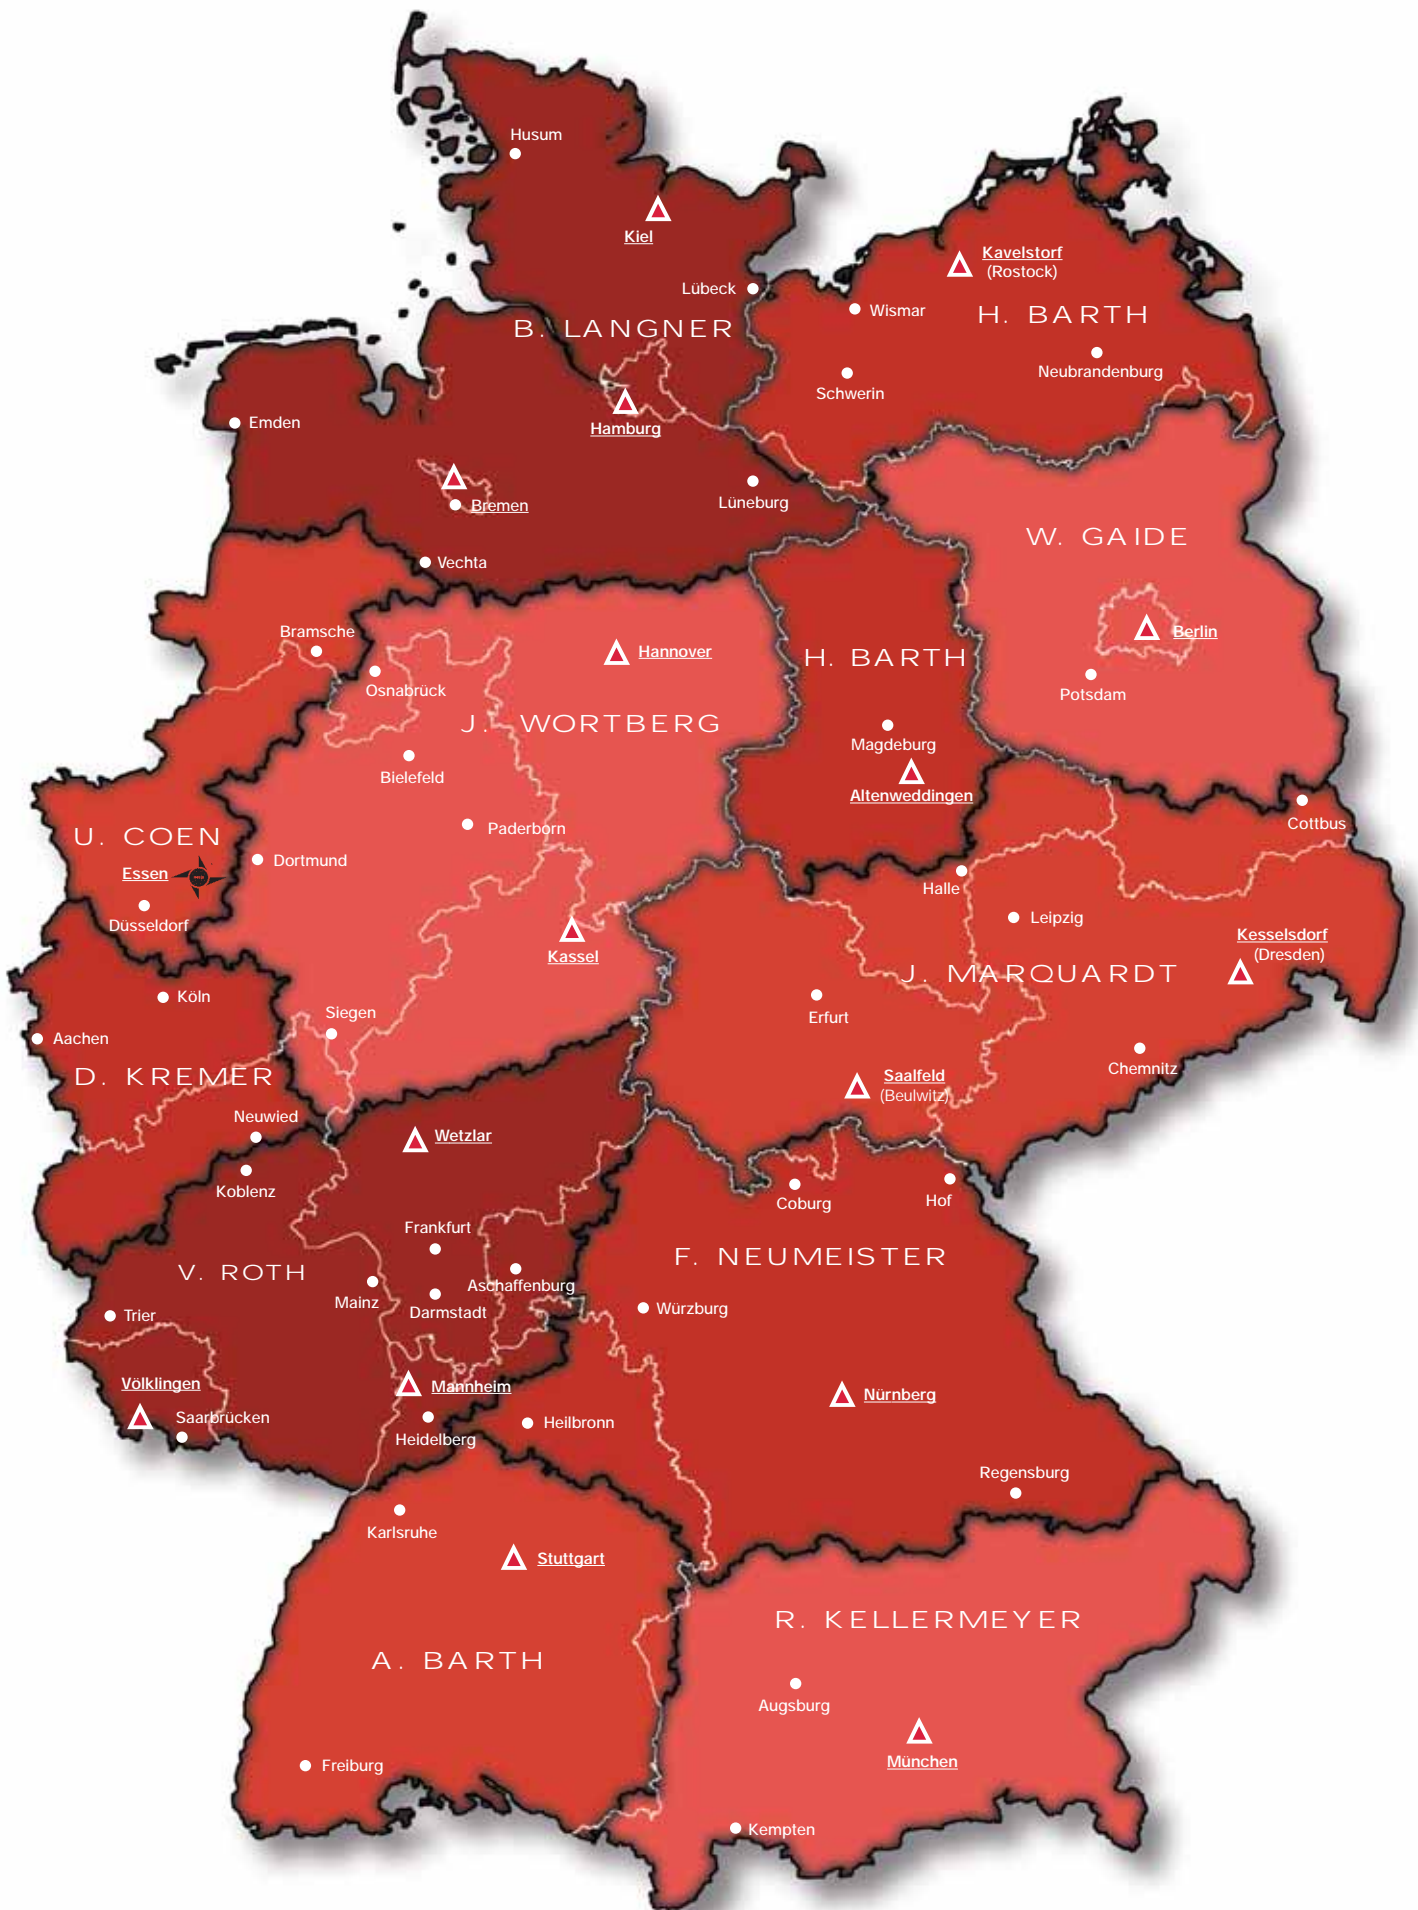 Husum
Kiel
Lübeck
Kavelstorf
(Rostock)
Wismar
H. BARTH
B. LANGNER
Neubrandenburg
Schwerin
Emden
Hamburg
Bremen
Lüneburg
W. GAIDE
Vechta
Bramsche
Hannover
Berlin
H. BARTH
Osnabrück
Potsdam
J. WORTBERG
Magdeburg
Bielefeld
Altenweddingen
Cottbus
Paderborn
U. COEN
Dortmund
Essen
Halle
Düsseldorf
Leipzig
Kesselsdorf
(Dresden)
Kassel
J. MARQUARDT
Köln
Siegen
Erfurt
Aachen
Chemnitz
D. KREMER
Saalfeld
(Beulwitz)
Neuwied
Wetzlar
Koblenz
Coburg
Hof
Frankfurt
F. NEUMEISTER
V. ROTH
Aschaffenburg
Mainz
Darmstadt
Würzburg
Trier
Völklingen
Mannheim
Nürnberg
Saarbrücken
Heilbronn
Heidelberg
Regensburg
Karlsruhe
Stuttgart
R. KELLERMEYER
A. BARTH
Augsburg
München
Freiburg
Kempten